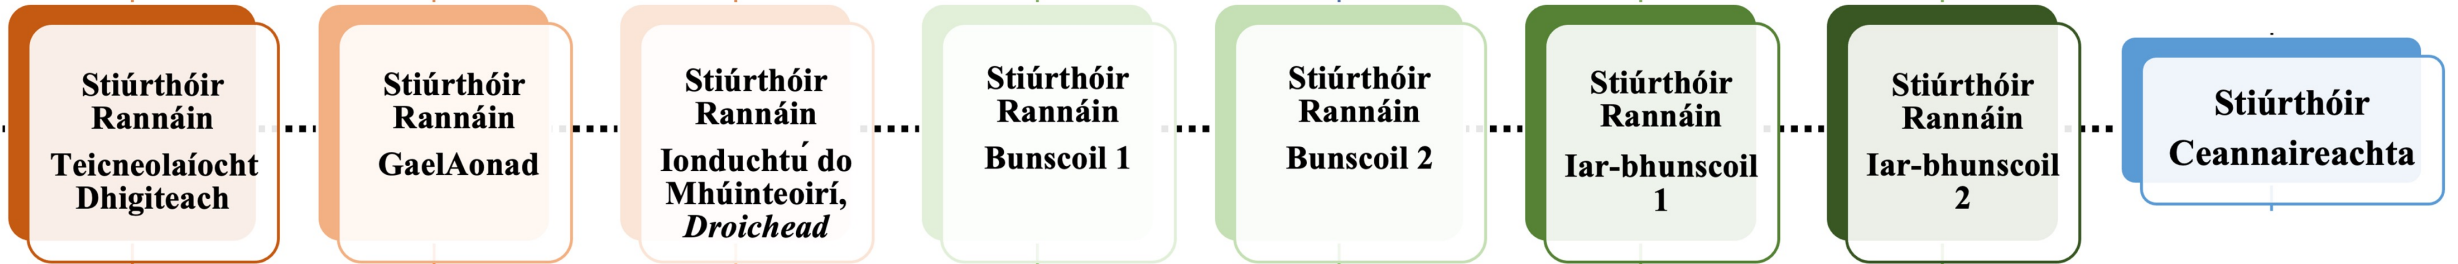 Stiúrthóir
Rannáin
Teicneolaíocht
Dhigiteach
Stiúrthóir
Rannáin
GaelAonad
Stiúrthóir
Rannáin
Ionduchtú do
Mhúinteoirí,
Droichead
Stiúrthóir
Rannáin
Bunscoil 1
Stiúrthóir
Rannáin
Bunscoil 2
Stiúrthóir
Rannáin
Iar-bhunscoil
1
Stiúrthóir
Rannáin
Iar-bhunscoil
2
Stiúrthóir
Ceannaireachta